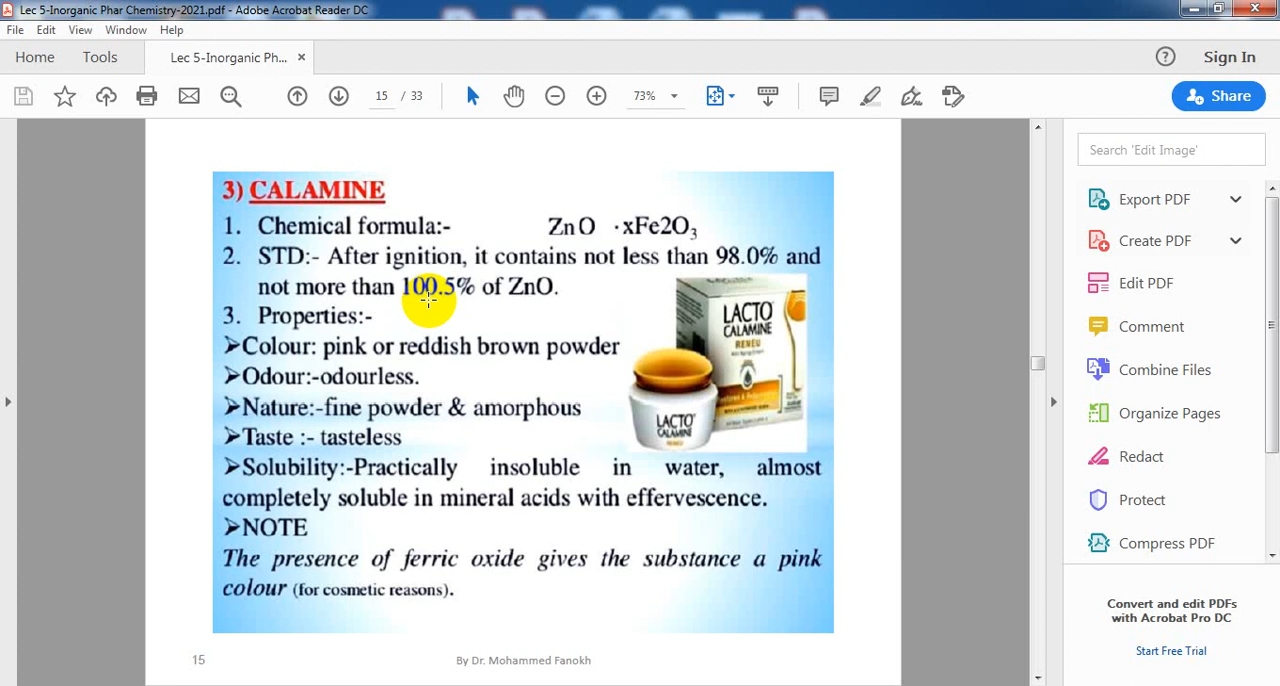 Lec 5-Inorganic Phar Chemistry-2021.pdf - Adobe Acrobat Reader DC
File Edit View Window Help
Home Tools Lec 5-Inorganic Ph... × Sign In
15 / 33 73% Share
3) CALAMINE
1. Chemical formula:- ZnO ·xFe2O₃
2. STD:- After ignition, it contains not less than 98.0% and
not more than 100.5% of ZnO.
3. Properties:-
➢Colour: pink or reddish brown powder
➢Odour:-odourless.
➢Nature:-fine powder & amorphous
➢Taste :- tasteless
➢Solubility:-Practically insoluble in water, almost
completely soluble in mineral acids with effervescence.
➢NOTE
The presence of ferric oxide gives the substance a pink
colour (for cosmetic reasons).
LACTO
CALAMINE
RENEU
LACTO
CALAMINE
RENEU
15 By Dr. Mohammed Fanokh
Search 'Edit Image'
Export PDF
Create PDF
Edit PDF
Comment
Combine Files
Organize Pages
Redact
Protect
Compress PDF
Convert and edit PDFs
with Acrobat Pro DC
Start Free Trial